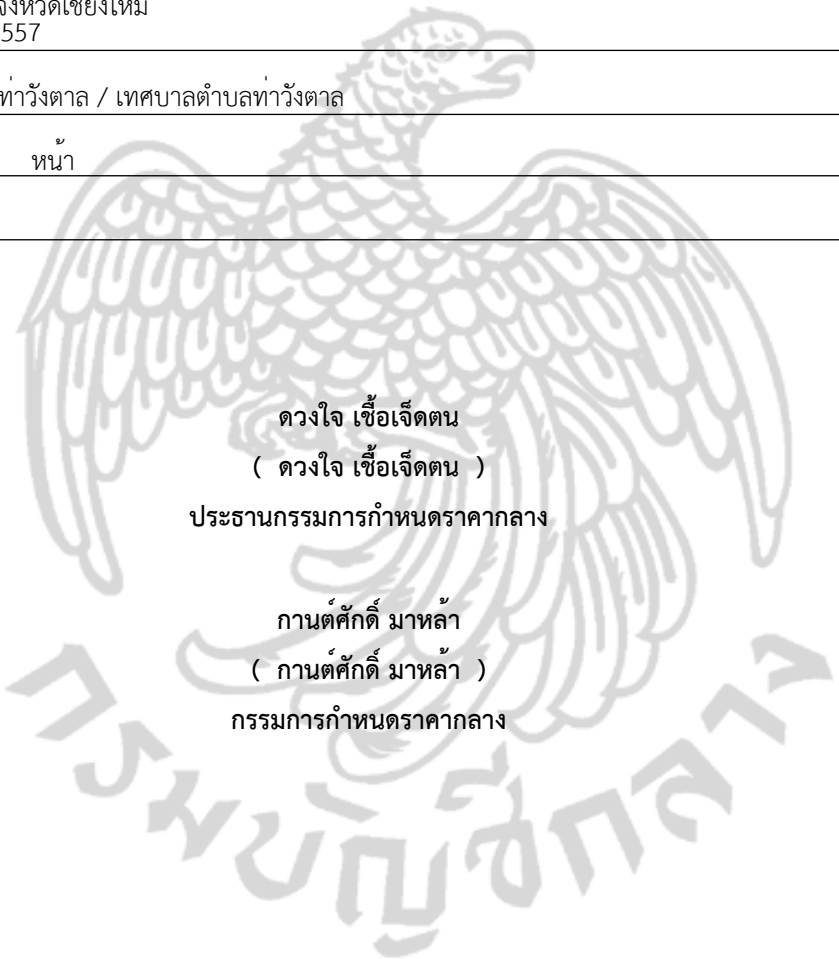 จังหวัดเชียงใหม่
557
ท่าวังตาล / เทศบาลตำบลท่าวังตาล
หน้า
ดวงใจ เชื้อเจ็ดตน
( ดวงใจ เชื้อเจ็ดตน )
ประธานกรรมการกำหนดราคากลาง
กานต์ศักดิ์ มาหล้า
( กานต์ศักดิ์ มาหล้า )
กรรมการกำหนดราคากลาง
กรมบัญชีกลาง